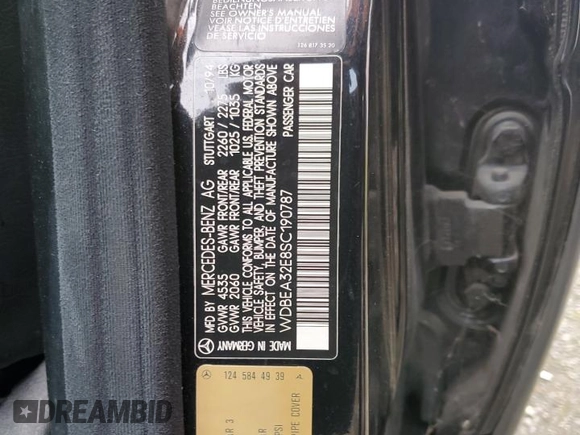 BEACHTEN
SEE OWNER'S MANUAL
VOIR NOTICE D'ENTRETIEN
VEASE LAS INSTRUCCIONES
DE SERVICIO
126 817 35 20
MFD BY MERCEDES-BENZ AG STUTTGART 10/94
GVWR 4535 GAWR FRONT/REAR 2260 / 2275 LBS
GVWR 2060 GAWR FRONT/REAR 1025 / 1035 KG
THIS VEHICLE CONFORMS TO ALL APPLICABLE U.S. FEDERAL MOTOR
VEHICLE SAFETY, BUMPER, AND THEFT PREVENTION STANDARDS
IN EFFECT ON THE DATE OF MANUFACTURE SHOWN ABOVE
WDBEA32E8SC190787 PASSENGER CAR
MADE IN GERMANY
124 584 49 39 A
R 3
PSI
PIPE COVER
DREAMBID